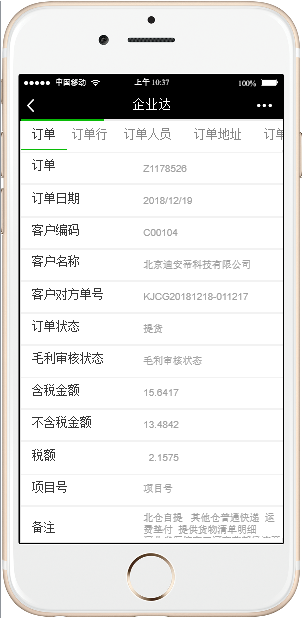 中国移动 上午 10:37 100%
企业达
订单 订单行 订单人员 订单地址 订单
订单 Z1178526
订单日期 2018/12/19
客户编码 C00104
客户名称 北京迪安帝科技有限公司
客户对方单号 KJCG20181218-011217
订单状态 提货
毛利审核状态 毛利审核状态
含税金额 15.6417
不含税金额 13.4842
税额 2.1575
项目号 项目号
备注 北仓自提 其他仓普通快递 运
费垫付 提供货物清单明细